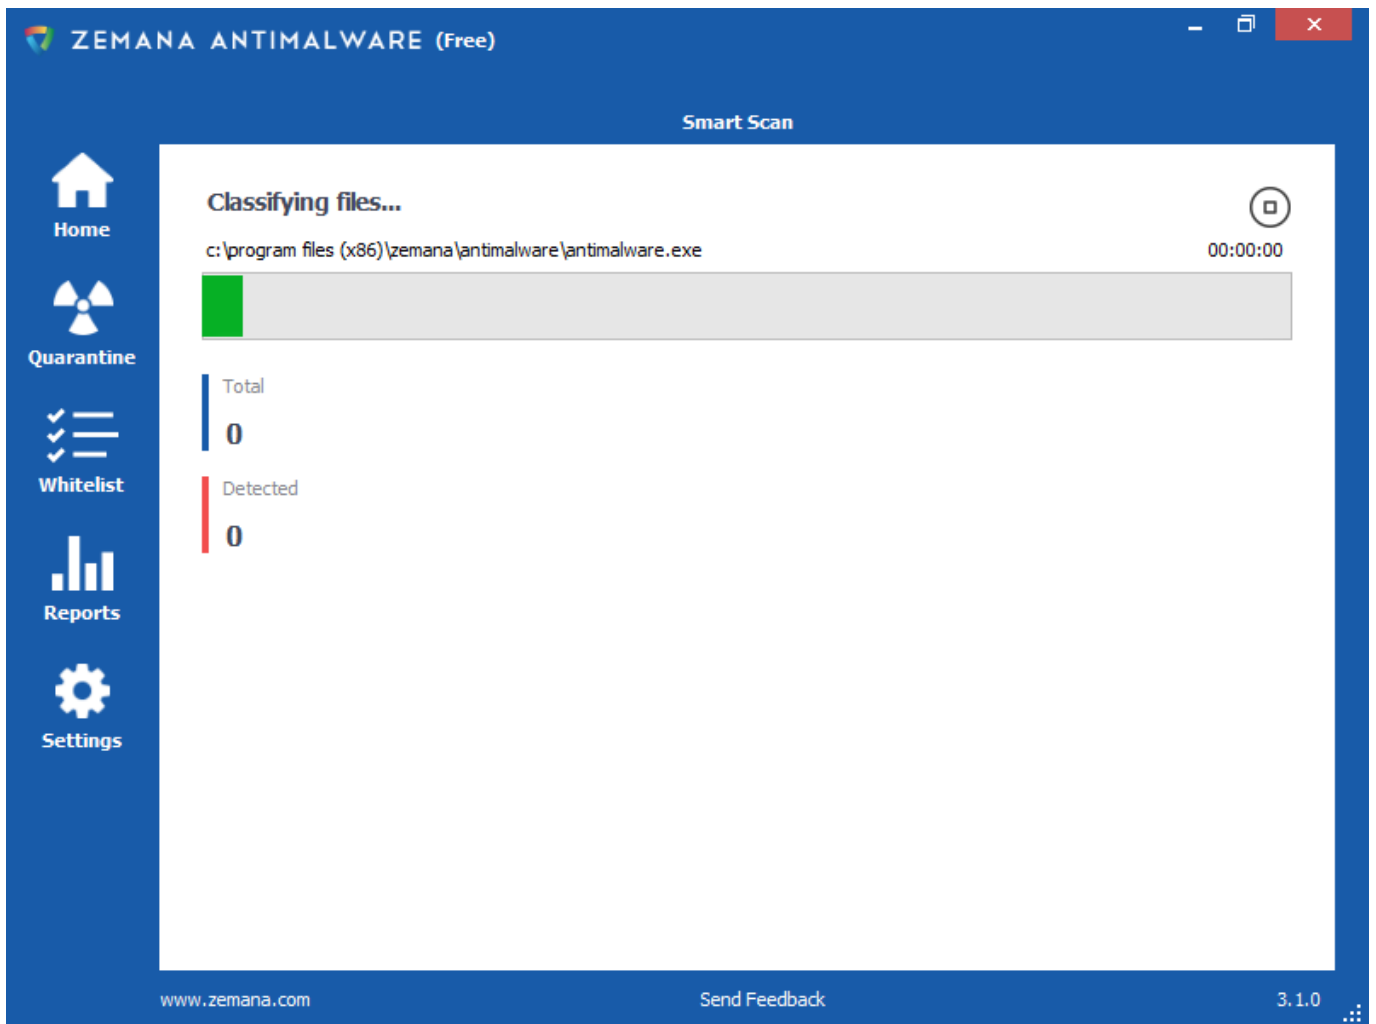 ZEMANA ANTIMALWARE (Free)
Smart Scan
Home
Quarantine
Whitelist
Reports
Settings
Classifying files...
c:\program files (x86)\zemana\antimalware\antimalware.exe
00:00:00
Total
0
Detected
0
www.zemana.com
Send Feedback
3.1.0